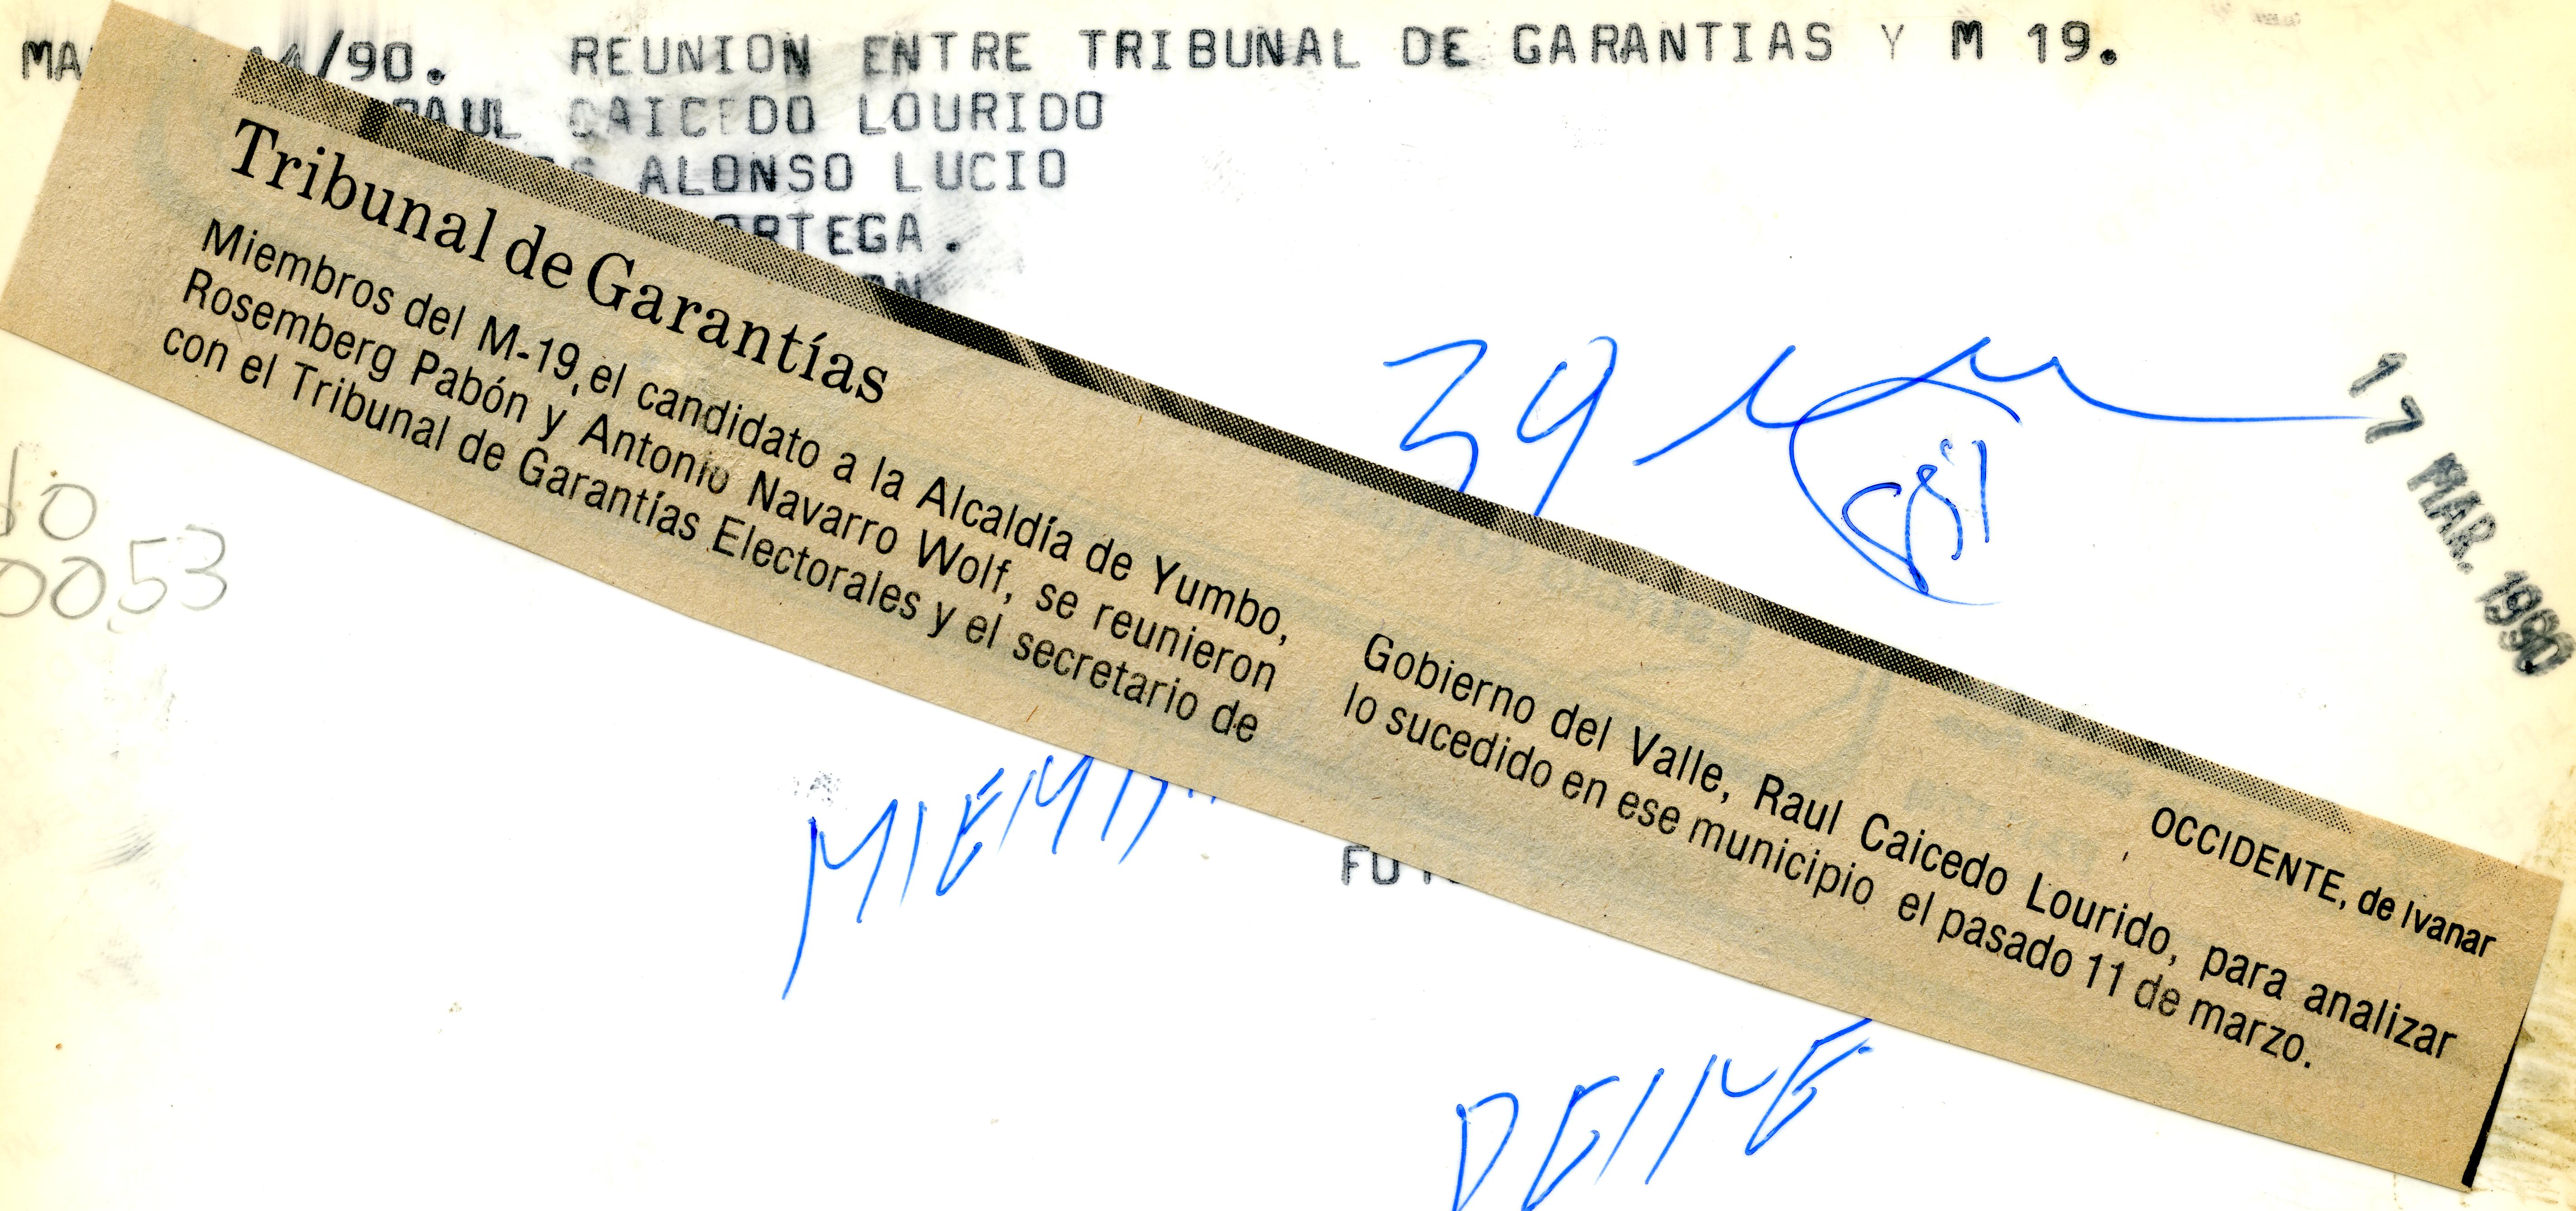 /90. REUNION ENTRE TRIBUNAL DE GARANTIAS Y M 19.
RAUL CAICEDO LOURIDO
ALONSO LUCIO
ORTEGA.
Tribunal de Garantías
Miembros del M-19, el candidato a la Alcaldía de Yumbo,
Rosemberg Pabón y Antonio Navarro Wolf, se reunieron
con el Tribunal de Garantías Electorales y el secretario de
OCCIDENTE, de Ivanar
Gobierno del Valle, Raul Caicedo Lourido, para analizar
lo sucedido en ese municipio el pasado 11 de marzo.
39
17 MAR. 1990
10
0053